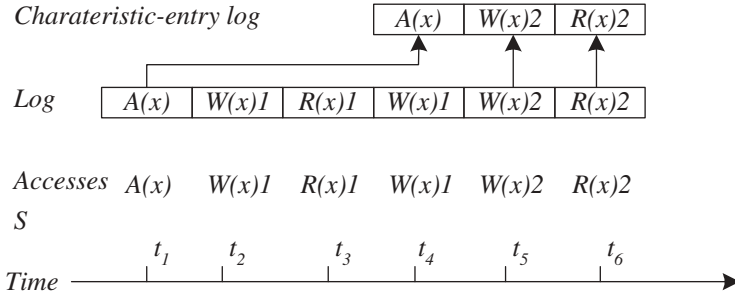 Charateristic-entry log A(x) W(x)2 R(x)2
Log A(x) W(x)1 R(x)1 W(x)1 W(x)2 R(x)2
Accesses A(x) W(x)1 R(x)1 W(x)1 W(x)2 R(x)2
S
t1 t2 t3 t4 t5 t6
Time